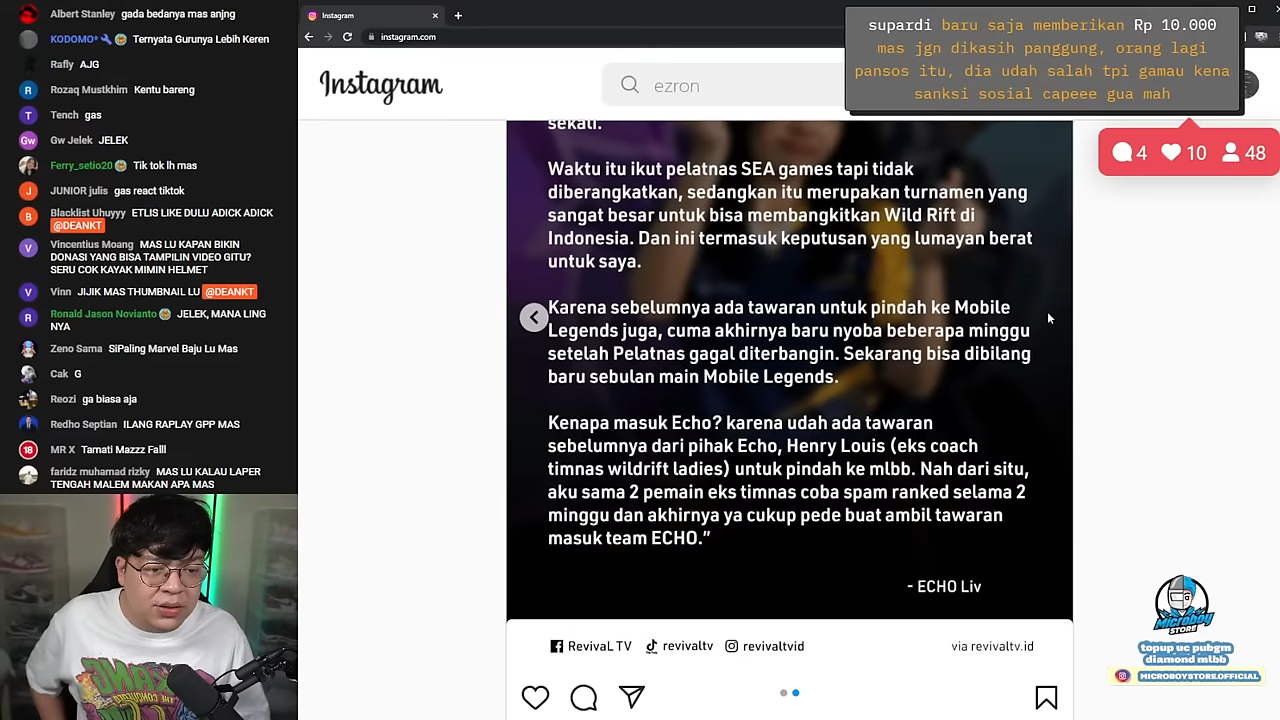 Albert Stanley gada bedanya mas anjng
KODOMO* Ternyata Gurunya Lebih Keren
Rafly AJG
Rozaq Mustkhim Kentu bareng
Tench gas
Gw Jelek JELEK
Ferry_setio20 Tik tok lh mas
JUNIOR julis gas react tiktok
Blacklist Uhuyyy ETLIS LIKE DULU ADICK ADICK
@DEANKT
Vincentius Moang MAS LU KAPAN BIKIN
DONASI YANG BISA TAMPILIN VIDEO GITU?
SERU COK KAYAK MIMIN HELMET
Vinn JIJIK MAS THUMBNAIL LU @DEANKT
Ronald Jason Novianto JELEK, MANA LING
NYA
Zeno Sama SiPaling Marvel Baju Lu Mas
Cak G
Reozi ga biasa aja
Redho Septian ILANG RAPLAY GPP MAS
MR X Tamati Mazzz Falll
faridz muhamad rizky MAS LU KALAU LAPER
TENGAH MALEM MAKAN APA MAS
Instagram
instagram.com
Instagram
ezron
supardi baru saja memberikan Rp 10.000
mas jgn dikasih panggung, orang lagi
pansos itu, dia udah salah tpi gamau kena
sanksi sosial capeee gua mah
4 10 48
sekali.
Waktu itu ikut pelatnas SEA games tapi tidak
diberangkatkan, sedangkan itu merupakan turnamen yang
sangat besar untuk bisa membangkitkan Wild Rift di
Indonesia. Dan ini termasuk keputusan yang lumayan berat
untuk saya.
Karena sebelumnya ada tawaran untuk pindah ke Mobile
Legends juga, cuma akhirnya baru nyoba beberapa minggu
setelah Pelatnas gagal diterbangin. Sekarang bisa dibilang
baru sebulan main Mobile Legends.
Kenapa masuk Echo? karena udah ada tawaran
sebelumnya dari pihak Echo, Henry Louis (eks coach
timnas wildrift ladies) untuk pindah ke mlbb. Nah dari situ,
aku sama 2 pemain eks timnas coba spam ranked selama 2
minggu dan akhirnya ya cukup pede buat ambil tawaran
masuk team ECHO.”
- ECHO Liv
RevivaL TV revivaltv revivaltvid via revivaltv.id
Microboy
STORE
topup uc pubgm
diamond mlbb
MICROBOYSTORE.OFFICIAL